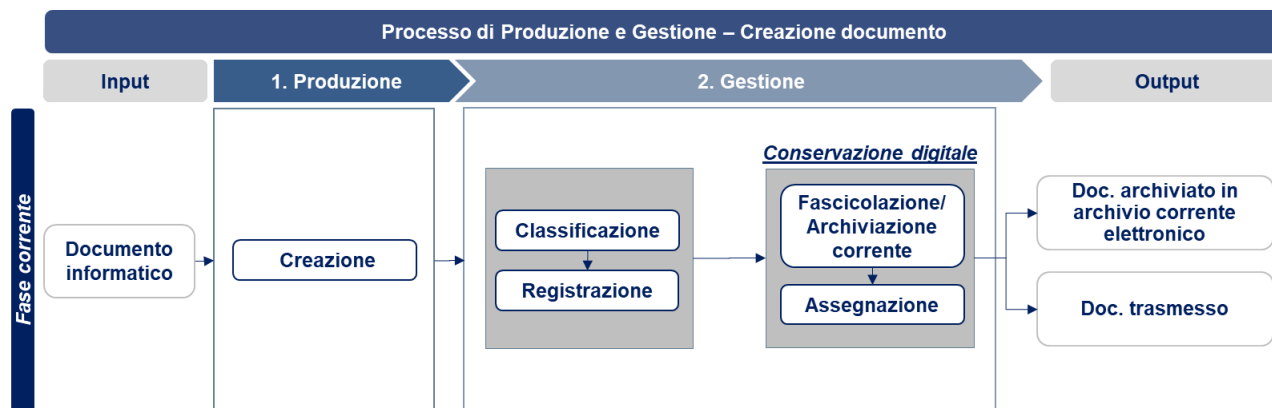 Processo di Produzione e Gestione – Creazione documento
Input
1. Produzione
2. Gestione
Output
Fase corrente
Documento
informatico
Creazione
Classificazione
Registrazione
Conservazione digitale
Fascicolazione/
Archiviazione
corrente
Assegnazione
Doc. archiviato in
archivio corrente
elettronico
Doc. trasmesso